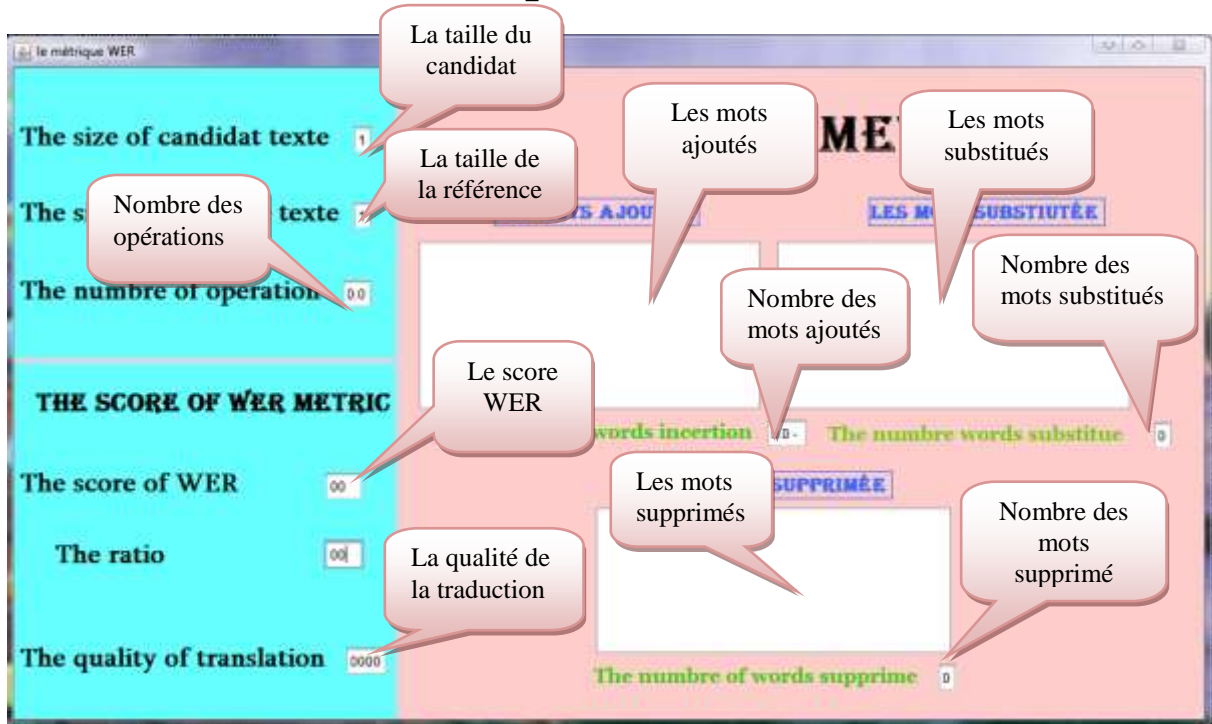 le métrique WER
La taille du
candidat
The size of candidat texte 1
La taille de
la référence
Les mots
ajoutés
ME
Les mots
substitués
Nombre des
opérations
The s texte
AJOU
LES MO SUBSTIUTÉE
The numbre of operation 00
Nombre des
mots ajoutés
Nombre des
mots substitués
THE SCORE OF WER METRIC
Le score
WER
words incertion
The numbre words substitue 0
The score of WER 00
Les mots
supprimés
SUPPRIMÉE
Nombre des
mots
supprimé
The ratio 00
La qualité de
la traduction
The quality of translation 0000
The numbre of words supprime 0